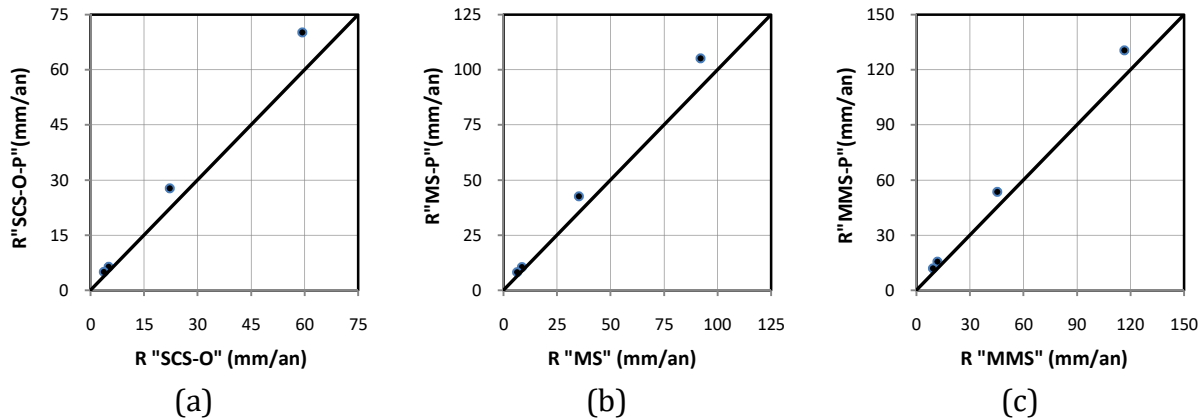 75
60
45
30
15
0
R"SCS-O-P"(mm/an)
0 15 30 45 60 75
R "SCS-O" (mm/an)
(a)
125
100
75
50
25
0
R"MS-P"(mm/an)
0 25 50 75 100 125
R "MS" (mm/an)
(b)
150
120
90
60
30
0
R"MMS-P"(mm/an)
0 30 60 90 120 150
R "MMS" (mm/an)
(c)